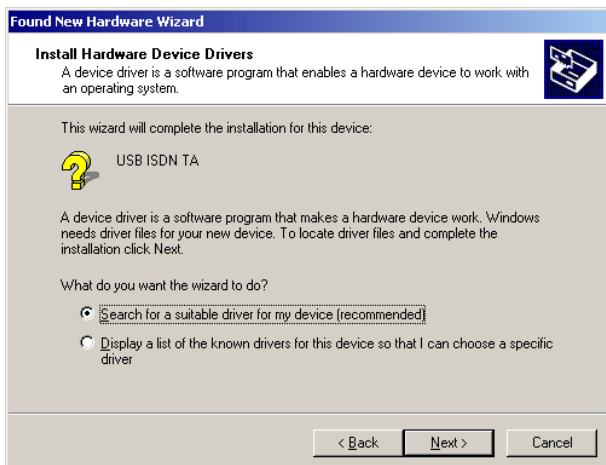 Found New Hardware Wizard
Install Hardware Device Drivers
A device driver is a software program that enables a hardware device to work with
an operating system.
This wizard will complete the installation for this device:
USB ISDN TA
A device driver is a software program that makes a hardware device work. Windows
needs driver files for your new device. To locate driver files and complete the
installation click Next.
What do you want the wizard to do?
Search for a suitable driver for my device (recommended)
Display a list of the known drivers for this device so that I can choose a specific
driver
< Back Next > Cancel